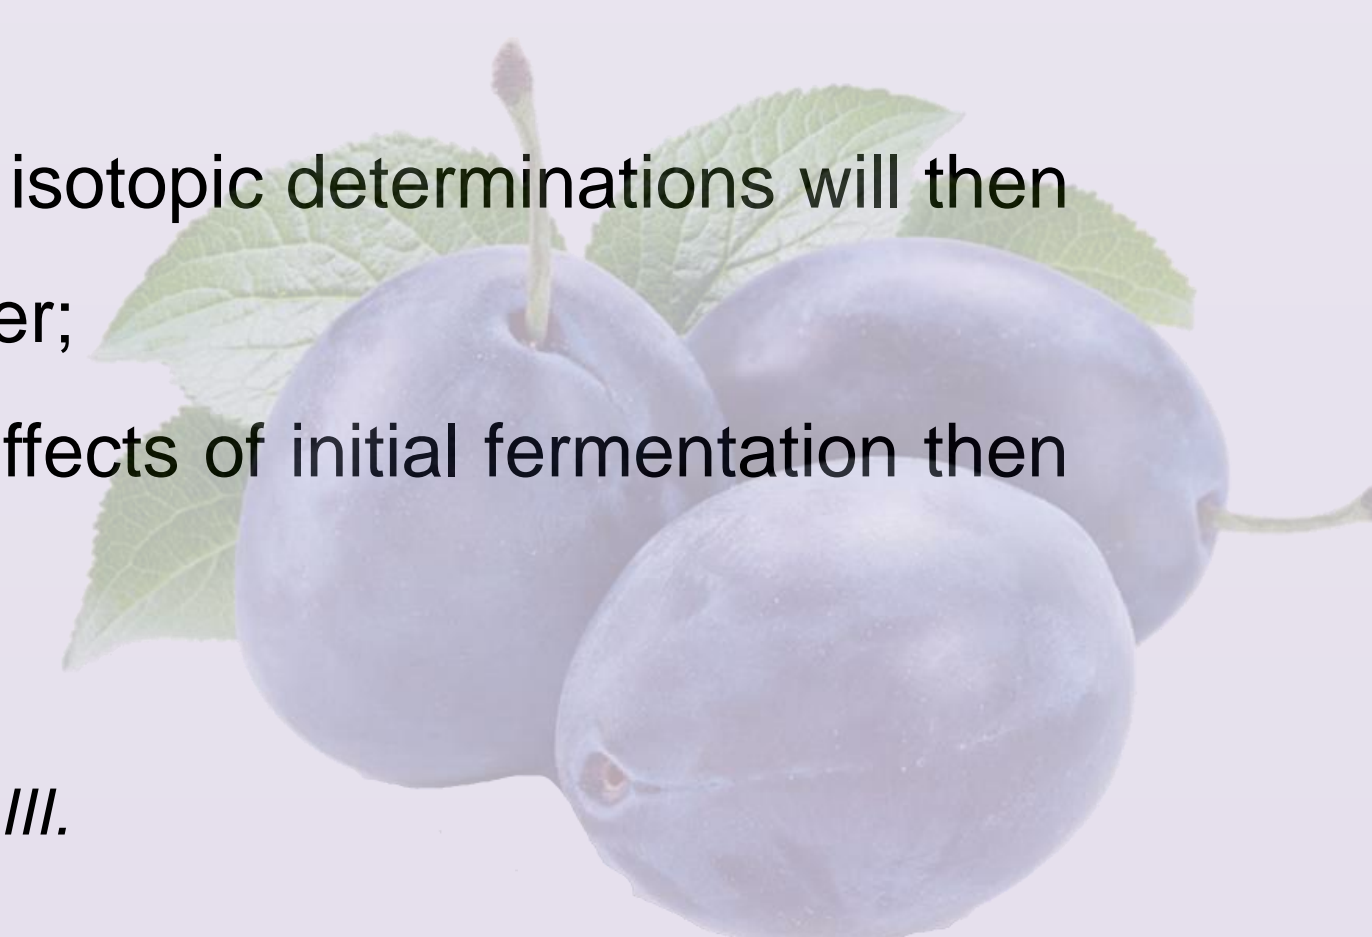 isotopic determinations will then
er;
ffects of initial fermentation then
III.